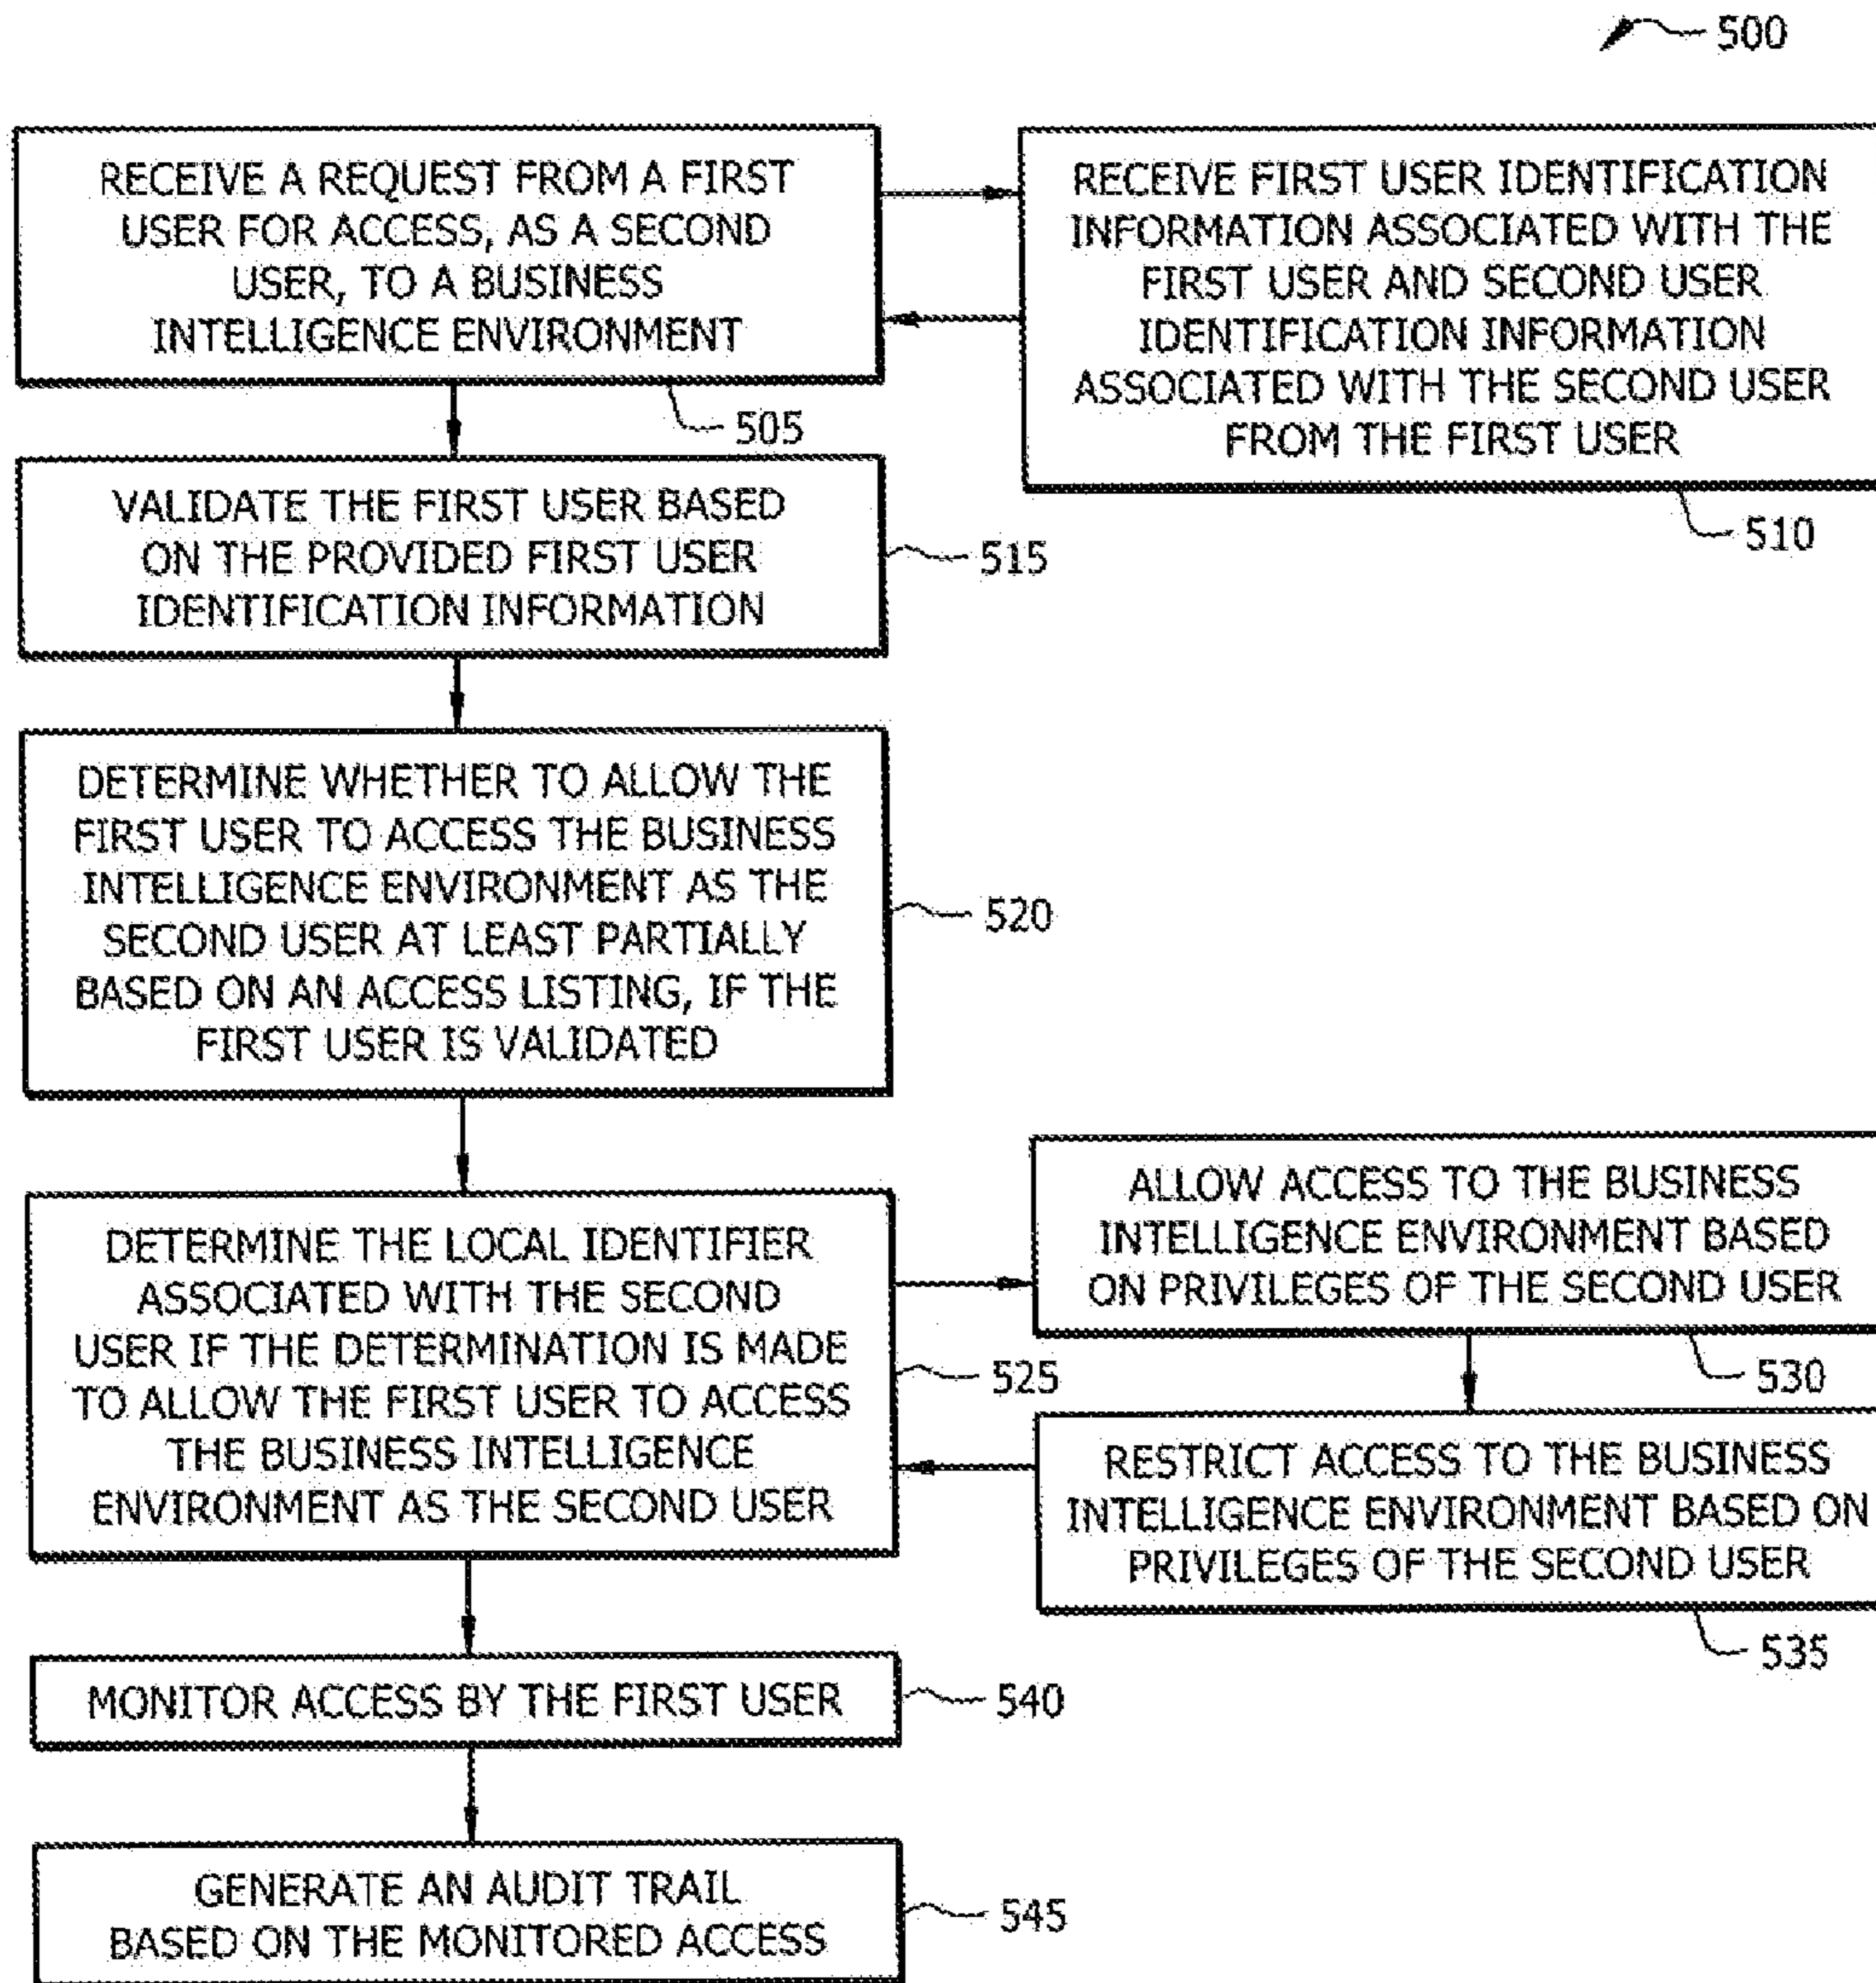 500
RECEIVE A REQUEST FROM A FIRST
USER FOR ACCESS, AS A SECOND
USER, TO A BUSINESS
INTELLIGENCE ENVIRONMENT
505
RECEIVE FIRST USER IDENTIFICATION
INFORMATION ASSOCIATED WITH THE
FIRST USER AND SECOND USER
IDENTIFICATION INFORMATION
ASSOCIATED WITH THE SECOND USER
FROM THE FIRST USER
510
VALIDATE THE FIRST USER BASED
ON THE PROVIDED FIRST USER
IDENTIFICATION INFORMATION
515
DETERMINE WHETHER TO ALLOW THE
FIRST USER TO ACCESS THE BUSINESS
INTELLIGENCE ENVIRONMENT AS THE
SECOND USER AT LEAST PARTIALLY
BASED ON AN ACCESS LISTING, IF THE
FIRST USER IS VALIDATED
520
DETERMINE THE LOCAL IDENTIFIER
ASSOCIATED WITH THE SECOND
USER IF THE DETERMINATION IS MADE
TO ALLOW THE FIRST USER TO ACCESS
THE BUSINESS INTELLIGENCE
ENVIRONMENT AS THE SECOND USER
525
ALLOW ACCESS TO THE BUSINESS
INTELLIGENCE ENVIRONMENT BASED
ON PRIVILEGES OF THE SECOND USER
530
RESTRICT ACCESS TO THE BUSINESS
INTELLIGENCE ENVIRONMENT BASED ON
PRIVILEGES OF THE SECOND USER
535
MONITOR ACCESS BY THE FIRST USER
540
GENERATE AN AUDIT TRAIL
BASED ON THE MONITORED ACCESS
545